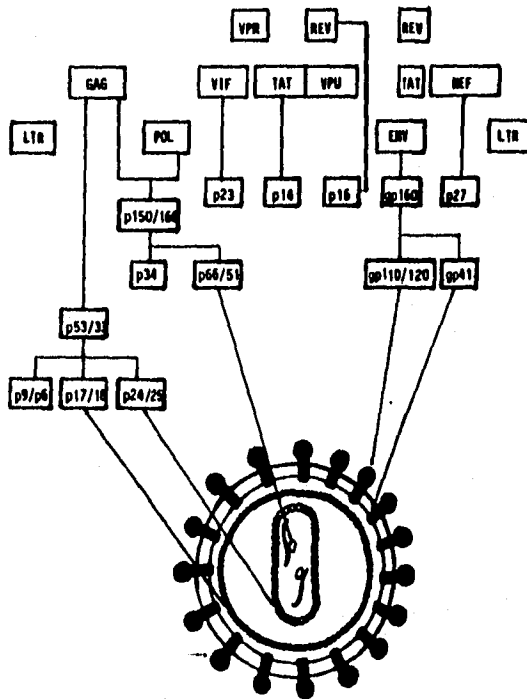 VPR REV REV
GAG VIF TAT VPU TAT NEF
LTR POL ENV LTR
p23 p14 p16 gp160 p27
p150/160
p34 p66/51 gp110/120 gp41
p53/
p9/p6 p17/18 p24/25